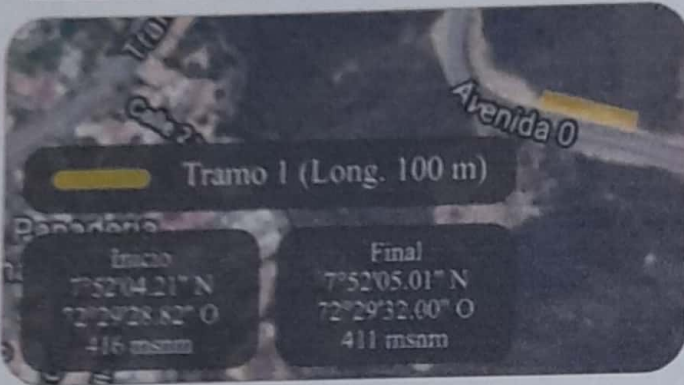 Avenida 0
Tramo 1 (Long. 100 m)
Panadería
Inicio
7°52'04.21" N
72°29'28.82" O
416 msnm
Final
7°52'05.01" N
72°29'32.00" O
411 msnm